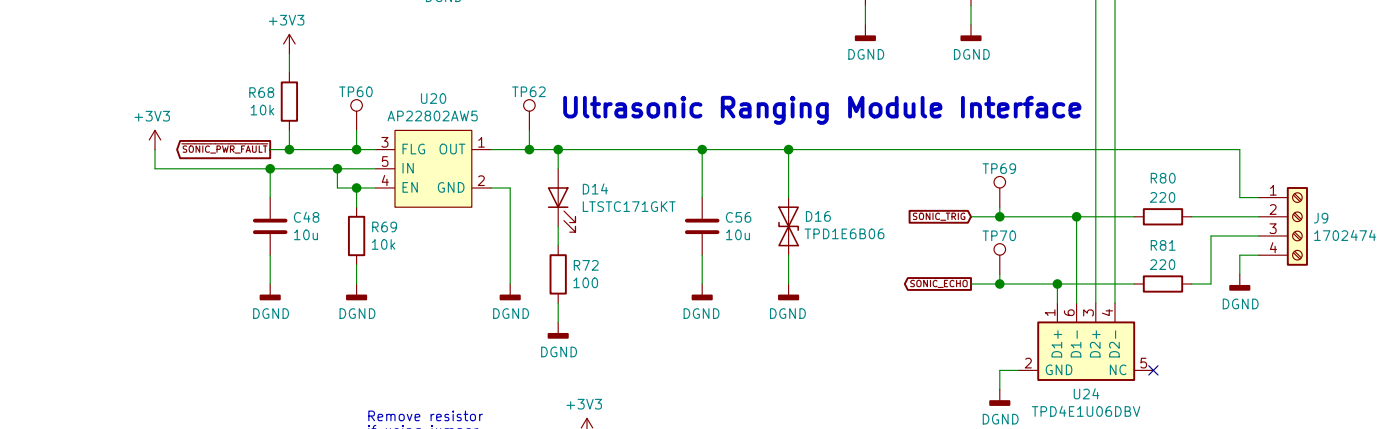 DGND
+3V3
DGND
DGND
R68
10k
TP60
U20
AP22802AW5
TP62
Ultrasonic Ranging Module Interface
+3V3
SONIC_PWR_FAULT
3 FLG OUT 1
5 IN
4 EN GND 2
C48
10u
R69
10k
D14
LTSTC171GKT
R72
100
C56
10u
D16
TPD1E6B06
TP69
SONIC_TRIG
TP70
SONIC_ECHO
R80
220
R81
220
1
2
3
4
J9
1702474
DGND
DGND
DGND
DGND
DGND
DGND
DGND
1 6 3 4
D1+ D1- D2+ D2-
2 GND NC 5
U24
TPD4E1U06DBV
DGND
+3V3
Remove resistor
if using jumper